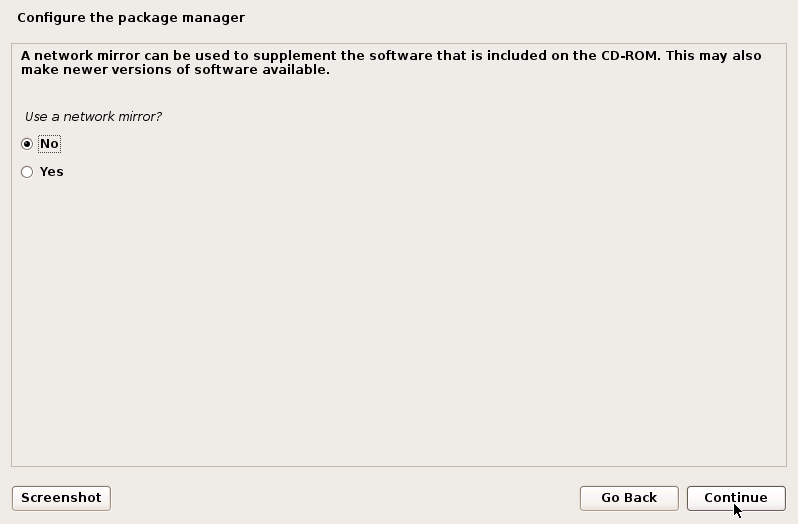 Configure the package manager
A network mirror can be used to supplement the software that is included on the CD-ROM. This may also
make newer versions of software available.
Use a network mirror?
No
Yes
Screenshot
Go Back
Continue